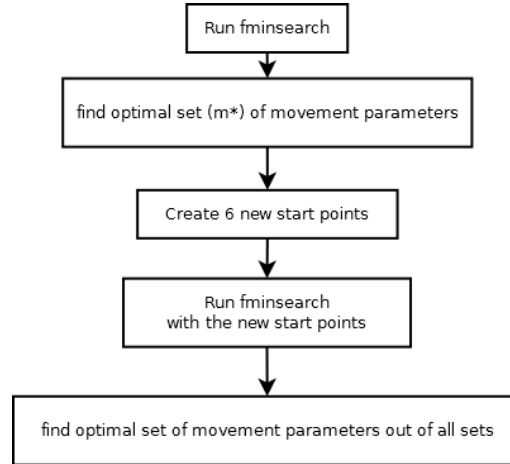 Run fminsearch
find optimal set (m*) of movement parameters
Create 6 new start points
Run fminsearch
with the new start points
find optimal set of movement parameters out of all sets